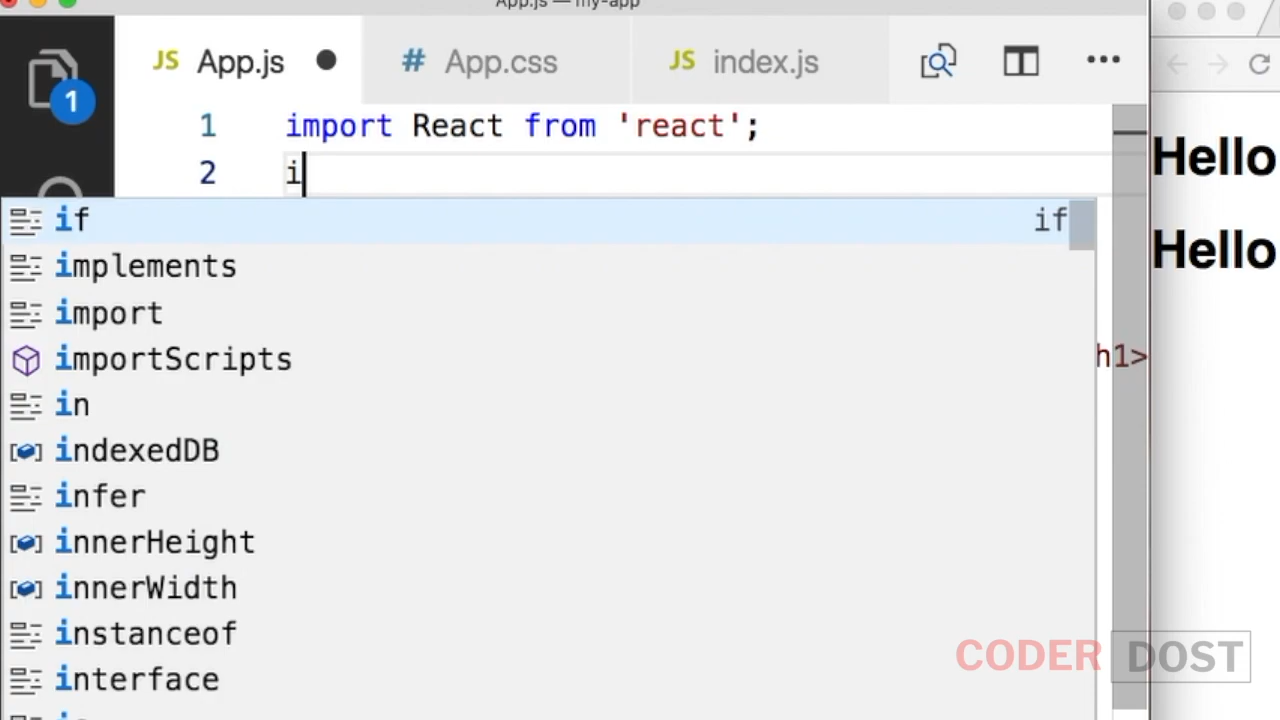 App.js — my-app
JS App.js
# App.css
JS index.js
1
1 import React from 'react';
2 i
Hello
Hello
if if
implements
import
importScripts
h1>
in
indexedDB
infer
innerHeight
innerWidth
instanceof
interface
CODER DOST